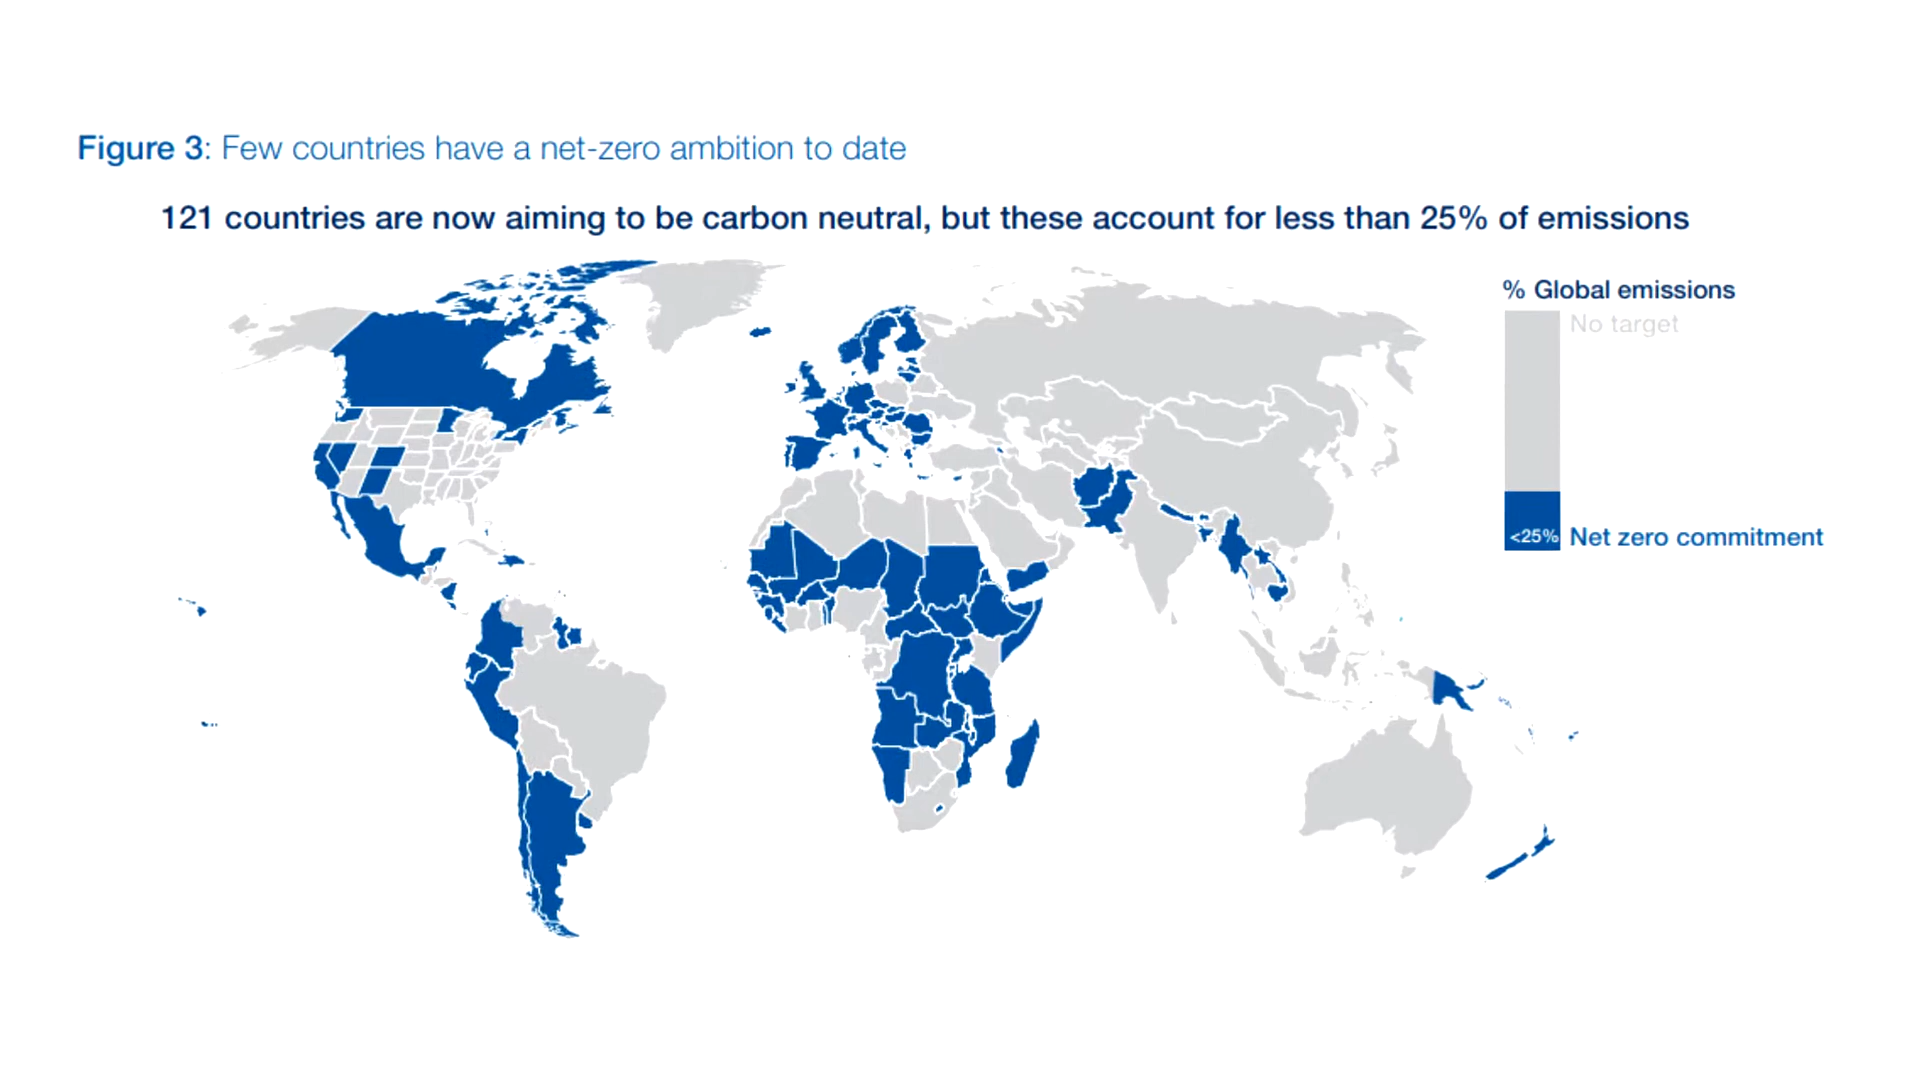 Figure 3: Few countries have a net-zero ambition to date
121 countries are now aiming to be carbon neutral, but these account for less than 25% of emissions
% Global emissions
No target
<25% Net zero commitment